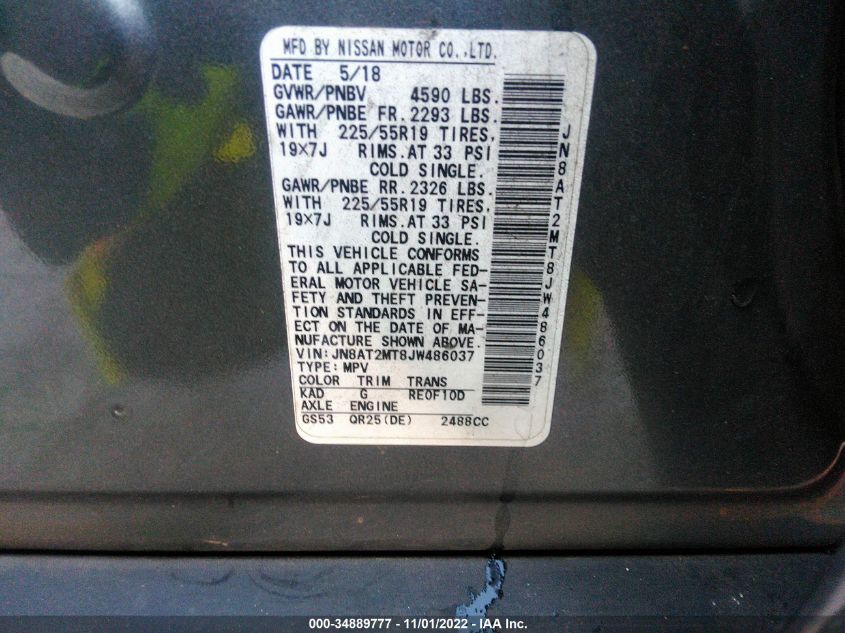 MFD BY NISSAN MOTOR CO.,LTD.
DATE 5/18
GVWR/PNBV 4590 LBS.
GAWR/PNBE FR. 2293 LBS.
WITH 225/55R19 TIRES,
19×7J RIMS.AT 33 PSI
COLD SINGLE.
GAWR/PNBE RR. 2326 LBS.
WITH 225/55R19 TIRES,
19×7J RIMS.AT 33 PSI
COLD SINGLE.
THIS VEHICLE CONFORMS
TO ALL APPLICABLE FED-
ERAL MOTOR VEHICLE SA-
FETY AND THEFT PREVEN-
TION STANDARDS IN EFF-
ECT ON THE DATE OF MA-
NUFACTURE SHOWN ABOVE.
VIN:JN8AT2MT8JW486037
TYPE:MPV
COLOR TRIM TRANS
KAD G RE0F10D
AXLE ENGINE
GS53 QR25(DE) 2488CC
JN8AT2MT8JW486037
000-34889777 - 11/01/2022 - IAA Inc.